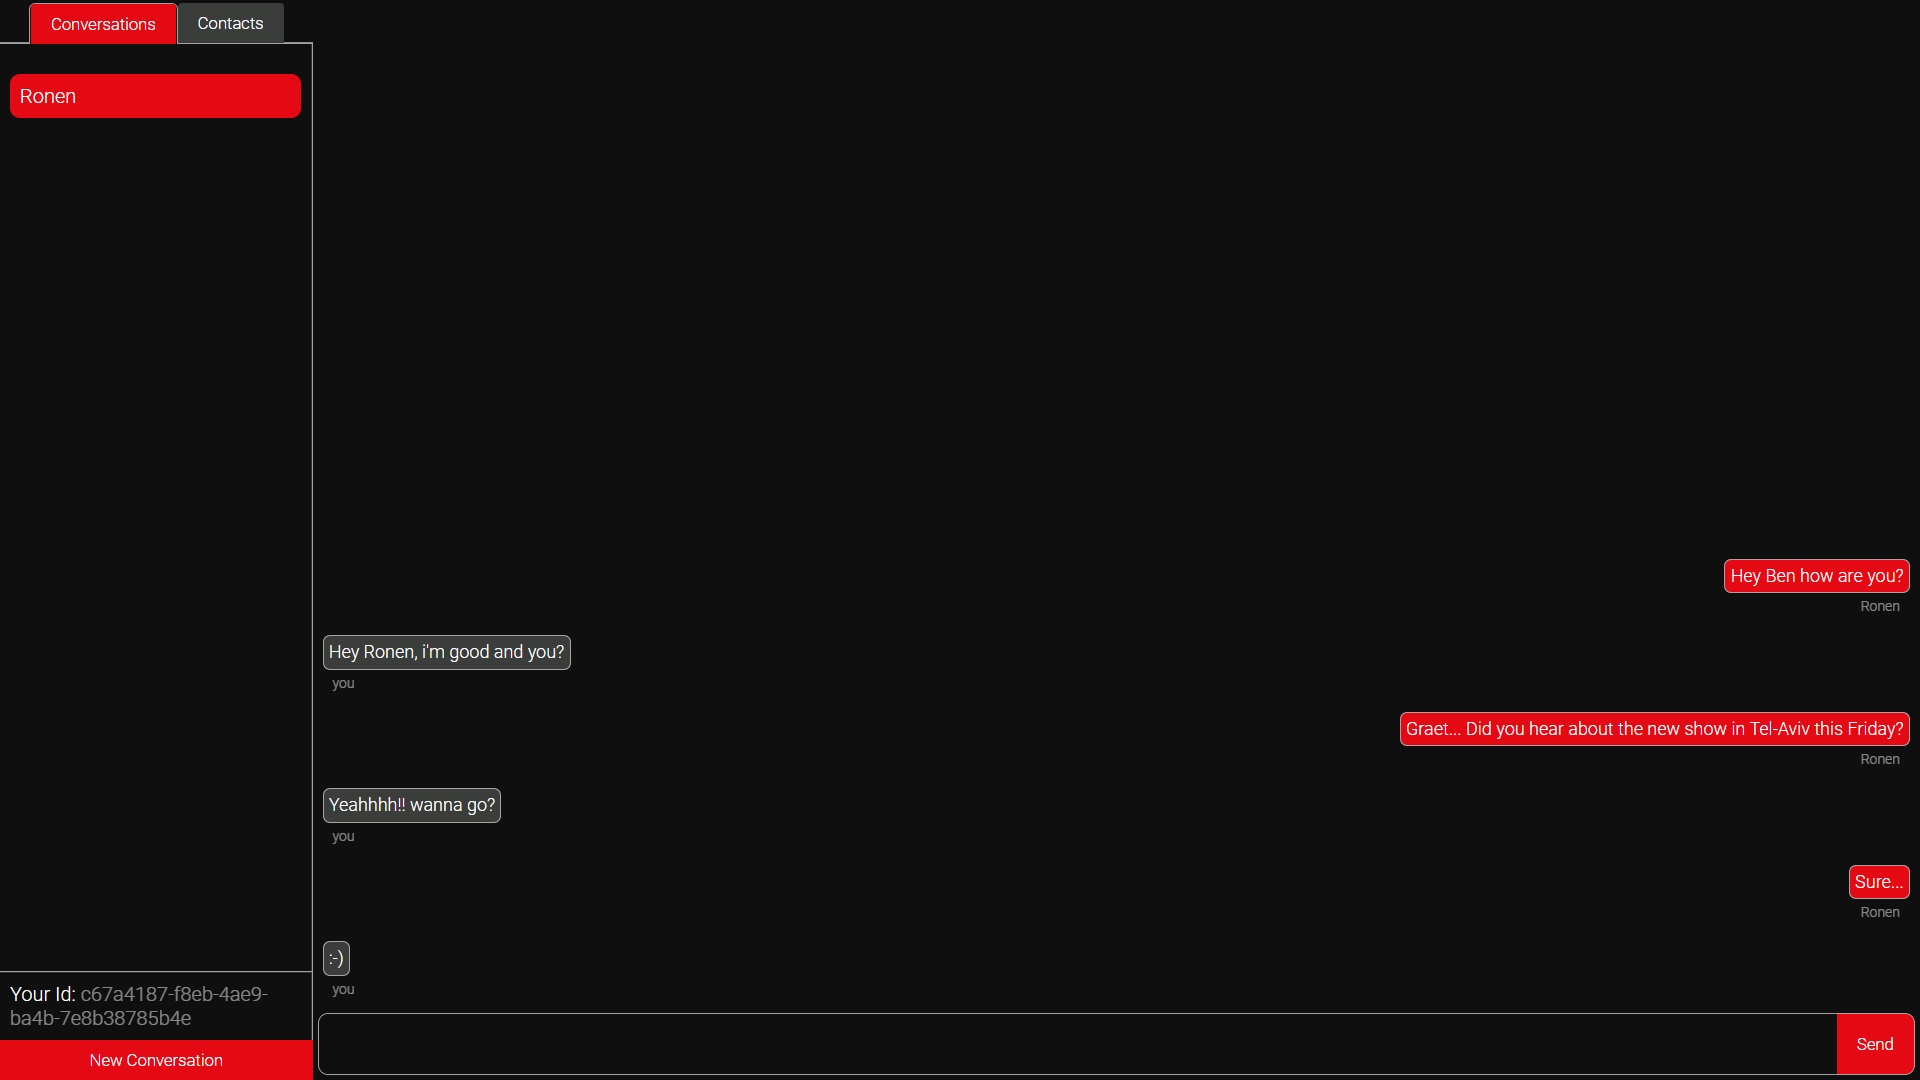 Conversations
Contacts
Ronen
Hey Ben how are you?
Ronen
Hey Ronen, i'm good and you?
you
Graet... Did you hear about the new show in Tel-Aviv this Friday?
Ronen
Yeahhhh!! wanna go?
you
Sure...
Ronen
:-)
you
Your Id: c67a4187-f8eb-4ae9-
ba4b-7e8b38785b4e
New Conversation
Send